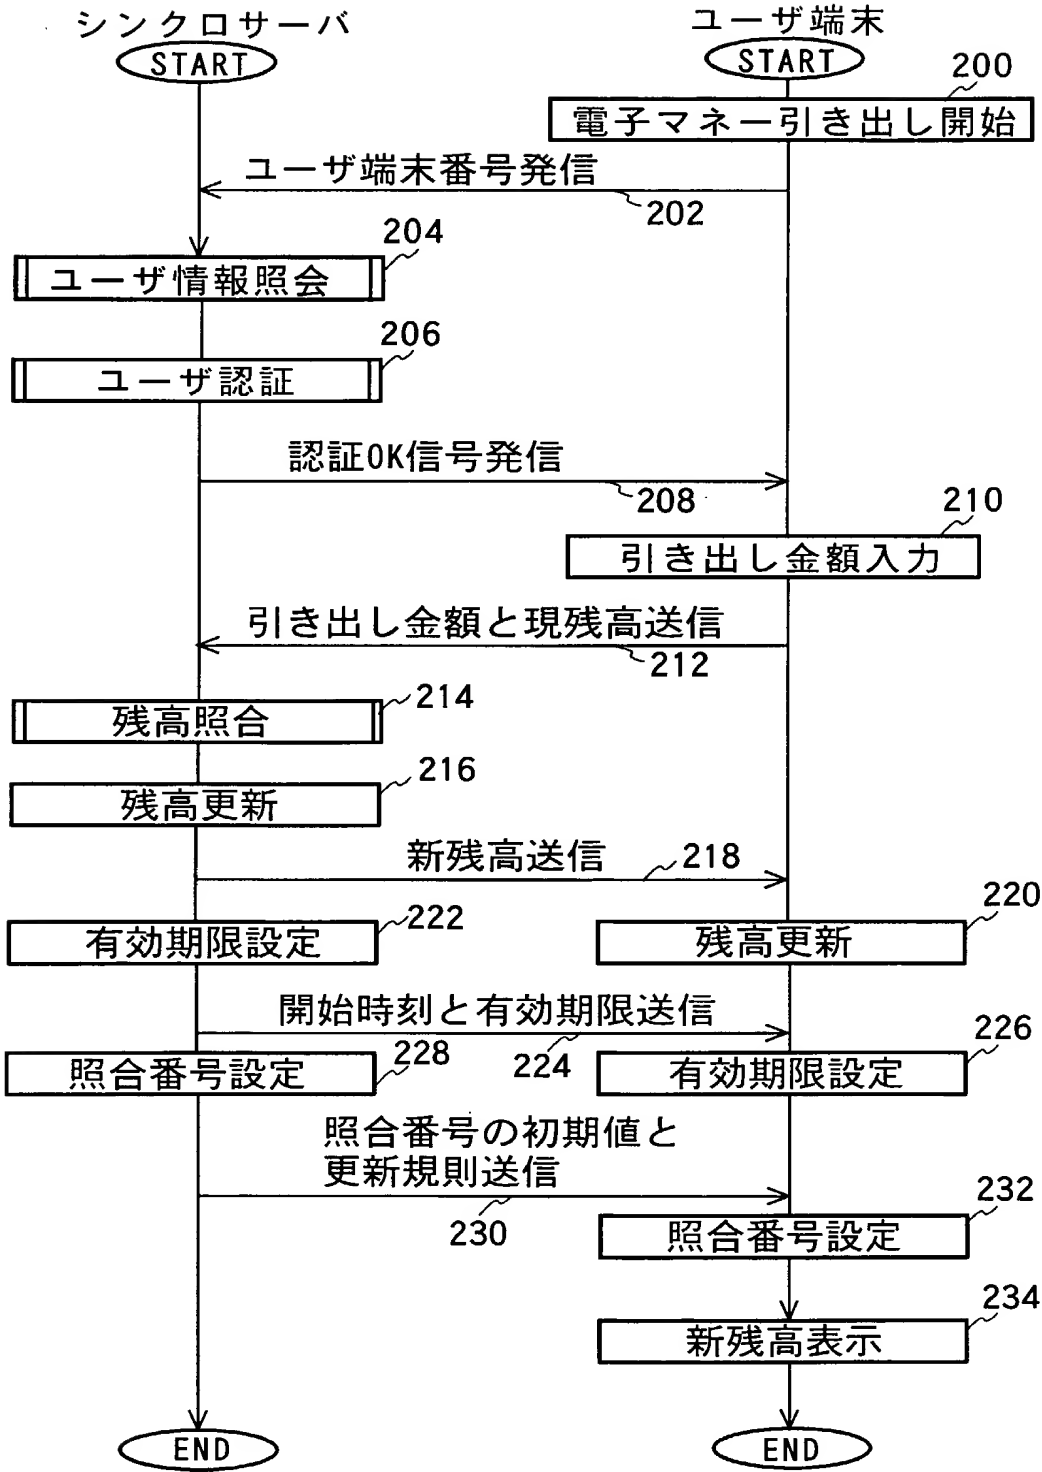 シンクロサーバ
ユーザ端末
START
START
200
電子マネー引き出し開始
ユーザ端末番号発信
202
204
ユーザ情報照会
206
ユーザ認証
認証OK信号発信
208
210
引き出し金額入力
引き出し金額と現残高送信
212
214
残高照合
216
残高更新
新残高送信
218
220
222
有効期限設定
残高更新
開始時刻と有効期限送信
224
226
228
照合番号設定
有効期限設定
照合番号の初期値と
更新規則送信
230
232
照合番号設定
234
新残高表示
END
END